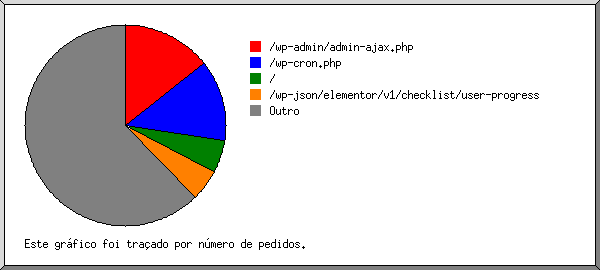 /wp-admin/admin-ajax.php
/wp-cron.php
/
/wp-json/elementor/v1/checklist/user-progress
Outro
Este gráfico foi traçado por número de pedidos.